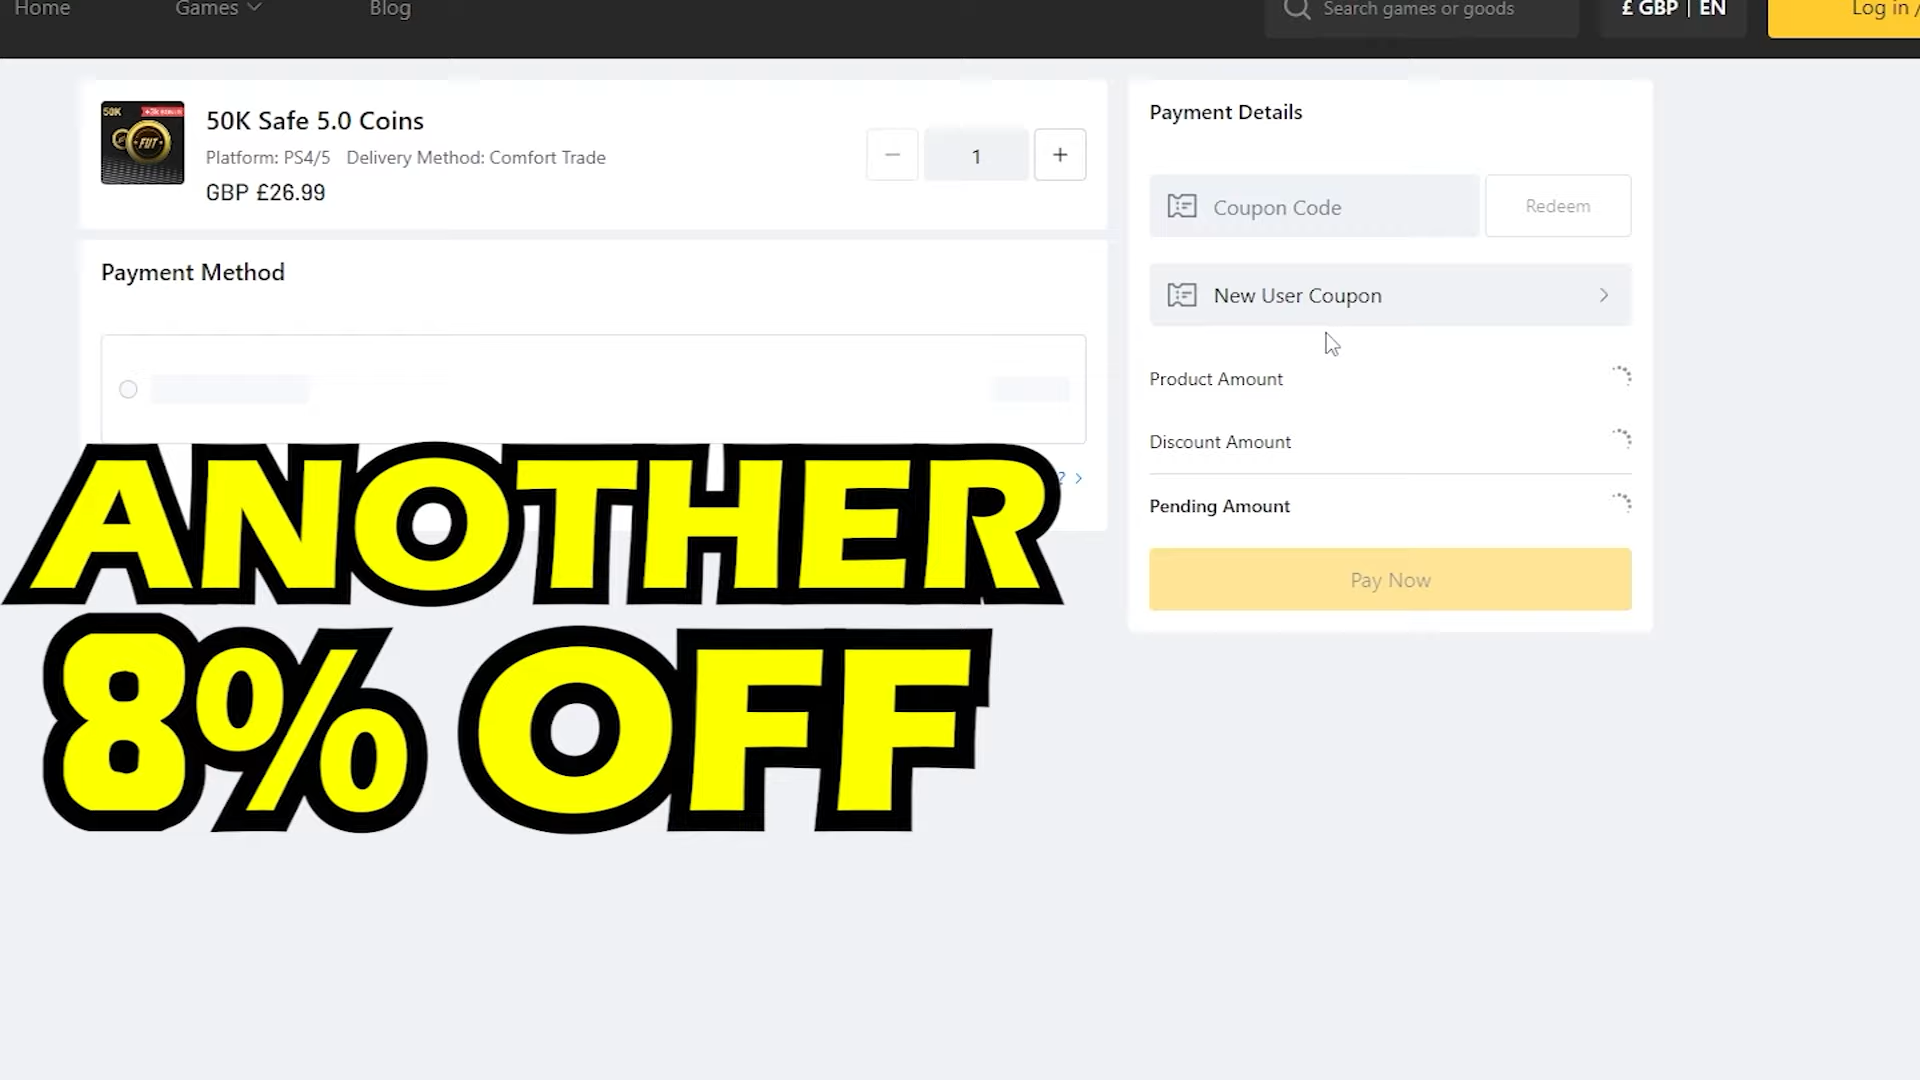 Home
Games
Blog
Search games or goods
£ GBP | EN
Log in /
50K
FUT
50K Safe 5.0 Coins
Platform: PS4/5 Delivery Method: Comfort Trade
GBP £26.99
1
Payment Method
?
ANOTHER
8% OFF
Payment Details
Coupon Code
Redeem
New User Coupon
Product Amount
Discount Amount
Pending Amount
Pay Now